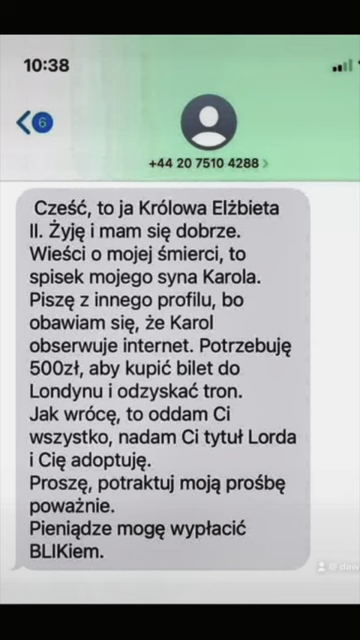 10:38
6
+44 20 7510 4288
Cześć, to ja Królowa Elżbieta
II. Żyję i mam się dobrze.
Wieści o mojej śmierci, to
spisek mojego syna Karola.
Piszę z innego profilu, bo
obawiam się, że Karol
obserwuje internet. Potrzebuję
500zł, aby kupić bilet do
Londynu i odzyskać tron.
Jak wrócę, to oddam Ci
wszystko, nadam Ci tytuł Lorda
i Cię adoptuję.
Proszę, potraktuj moją prośbę
poważnie.
Pieniądze mogę wypłacić
BLIKiem.